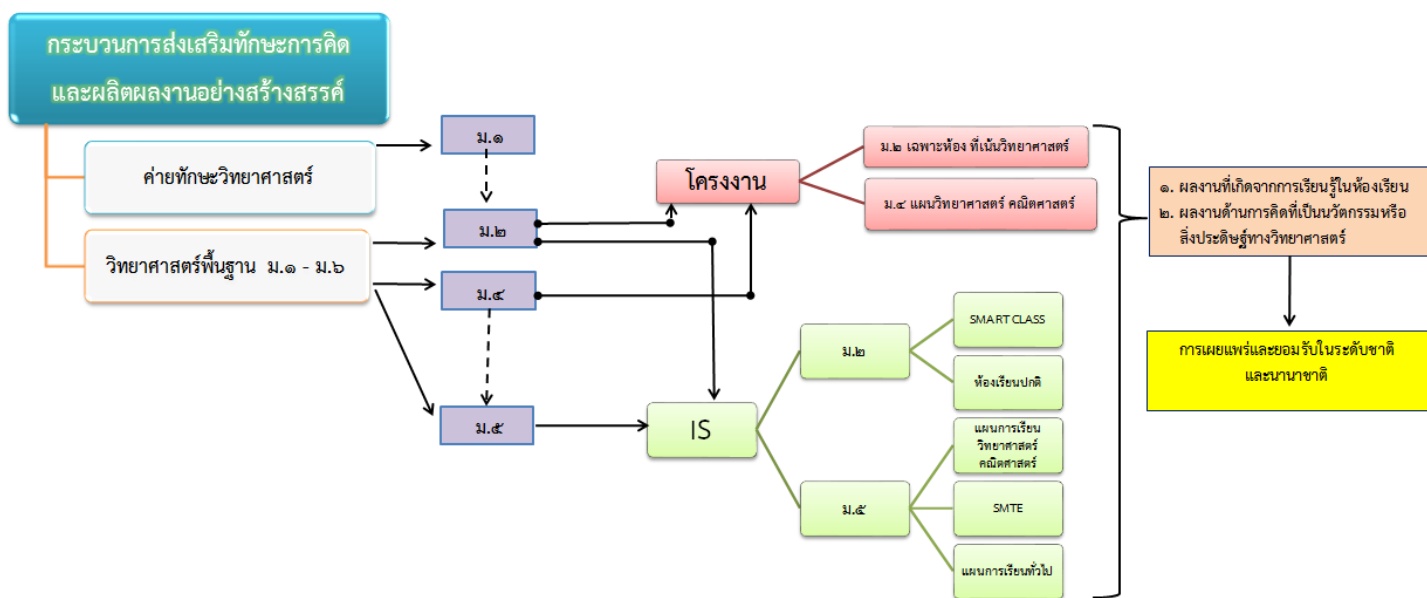 กระบวนการส่งเสริมทักษะการคิด
และผลิตผลงานอย่างสร้างสรรค์
ค่ายทักษะวิทยาศาสตร์
วิทยาศาสตร์พื้นฐาน ม.๑ - ม.๖
ม.๑
ม.๒
ม.๔
ม.๕
โครงงาน
ม.๒ เฉพาะห้อง ที่เน้นวิทยาศาสตร์
ม.๔ แผนวิทยาศาสตร์ คณิตศาสตร์
IS
ม.๒
SMART CLASS
ห้องเรียนปกติ
ม.๕
แผนการเรียน
วิทยาศาสตร์
คณิตศาสตร์
SMTE
แผนการเรียนทั่วไป
๑. ผลงานที่เกิดจากการเรียนรู้ในห้องเรียน
๒. ผลงานด้านการคิดที่เป็นนวัตกรรมหรือ
สิ่งประดิษฐ์ทางวิทยาศาสตร์
การเผยแพร่และยอมรับในระดับชาติ
และนานาชาติ